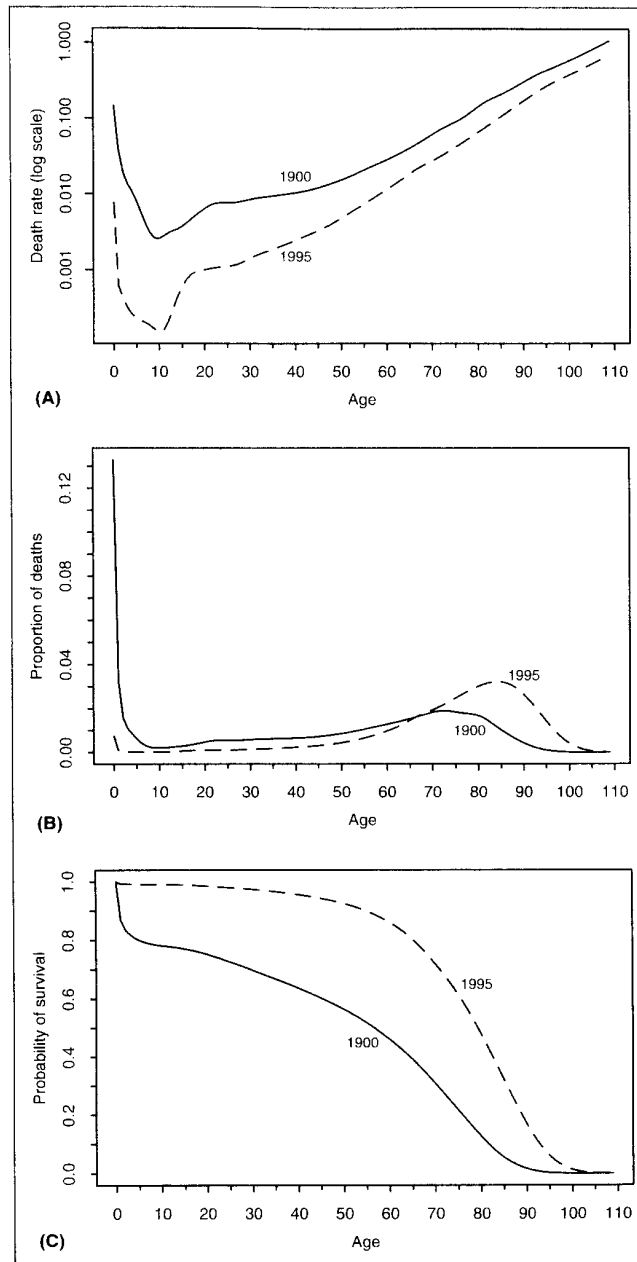 Death rate (log scale)
1.000
0.100
0.010
0.001
1900
1995
0 10 20 30 40 50 60 70 80 90 100 110
(A)
Age
Proportion of deaths
0.12
0.08
0.04
0.00
1995
1900
0 10 20 30 40 50 60 70 80 90 100 110
(B)
Age
Probability of survival
1.0
0.8
0.6
0.4
0.2
0.0
1995
1900
0 10 20 30 40 50 60 70 80 90 100 110
(C)
Age